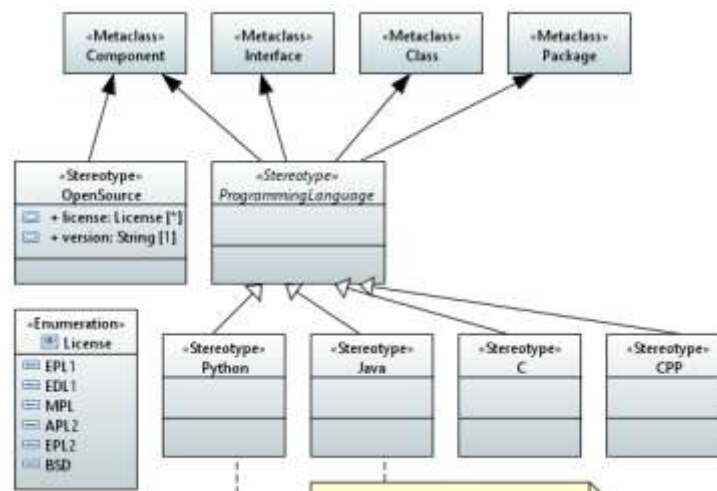 «Metaclass»
Component
«Metaclass»
Interface
«Metaclass»
Class
«Metaclass»
Package
«Stereotype»
OpenSource
+ license: License [*]
+ version: String [1]
«Stereotype»
ProgrammingLanguage
«Enumeration»
License
EPL1
EDL1
MPL
APL2
EPL2
BSD
«Stereotype»
Python
«Stereotype»
Java
«Stereotype»
C
«Stereotype»
CPP